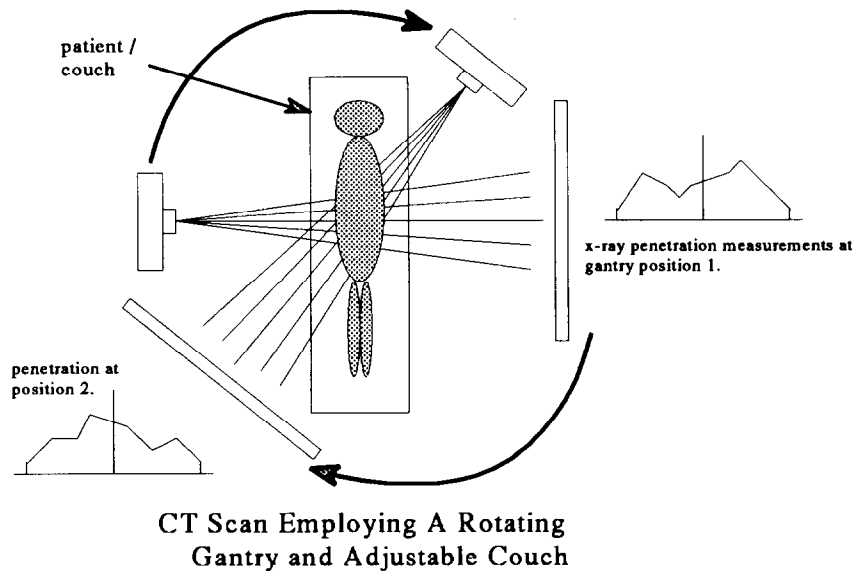 patient /
couch
x-ray penetration measurements at
gantry position 1.
penetration at
position 2.
CT Scan Employing A Rotating
Gantry and Adjustable Couch